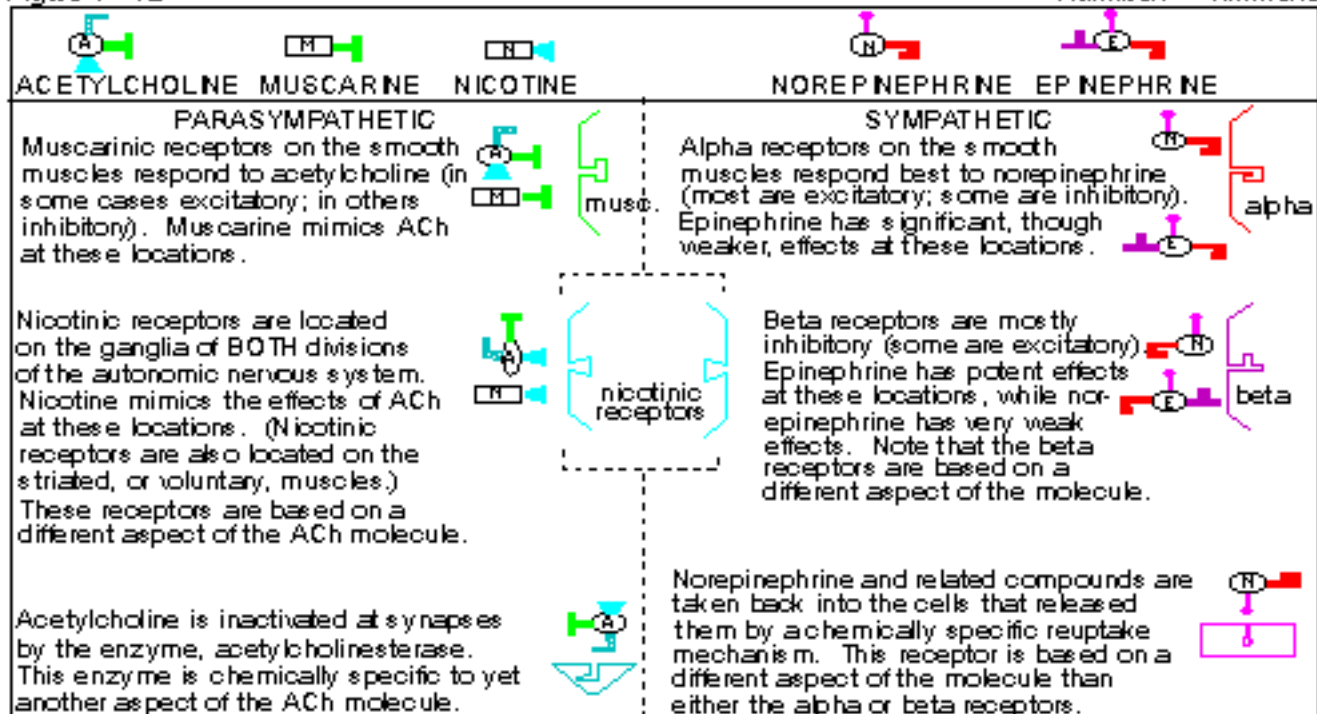 ACETYLCHOLINE MUSCARINE NICOTINE NOREPINEPHRINE EPINEPHRINE
A M N N E
PARASYMPATHETIC
Muscarinic receptors on the smooth
muscles respond to acetylcholine (in
some cases excitatory; in others
inhibitory). Muscarine mimics ACh
at these locations.
A
M
musc.
Nicotinic receptors are located
on the ganglia of BOTH divisions
of the autonomic nervous system.
Nicotine mimics the effects of ACh
at these locations. (Nicotinic
receptors are also located on the
striated, or voluntary, muscles.)
These receptors are based on a
different aspect of the ACh molecule.
A
N
nicotinic
receptors
Acetylcholine is inactivated at synapses
by the enzyme, acetylcholinesterase.
This enzyme is chemically specific to yet
another aspect of the ACh molecule.
A
SYMPATHETIC
Alpha receptors on the smooth
muscles respond best to norepinephrine
(most are excitatory; some are inhibitory).
Epinephrine has significant, though
weaker, effects at these locations.
N
E
alpha
Beta receptors are mostly
inhibitory (some are excitatory).
Epinephrine has potent effects
at these locations, while nor-
epinephrine has very weak
effects. Note that the beta
receptors are based on a
different aspect of the molecule.
N
E
beta
Norepinephrine and related compounds are
taken back into the cells that released
them by a chemically specific reuptake
mechanism. This receptor is based on a
different aspect of the molecule than
either the alpha or beta receptors.
N